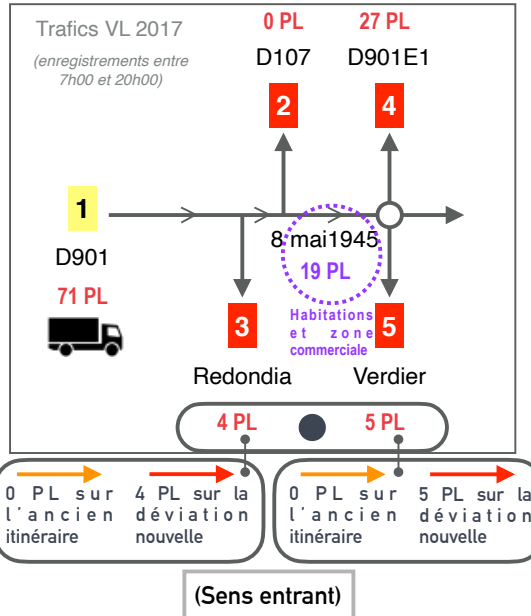 Trafics VL 2017
(enregistrements entre
7h00 et 20h00)
0 PL
27 PL
D107
D901E1
2
4
1
D901
71 PL
8 mai1945
19 PL
Habitations
et zone
commerciale
3
5
Redondia
Verdier
4 PL
5 PL
0 PL sur
l'ancien
itinéraire
4 PL sur la
déviation
nouvelle
0 PL sur
l'ancien
itinéraire
5 PL sur la
déviation
nouvelle
(Sens entrant)